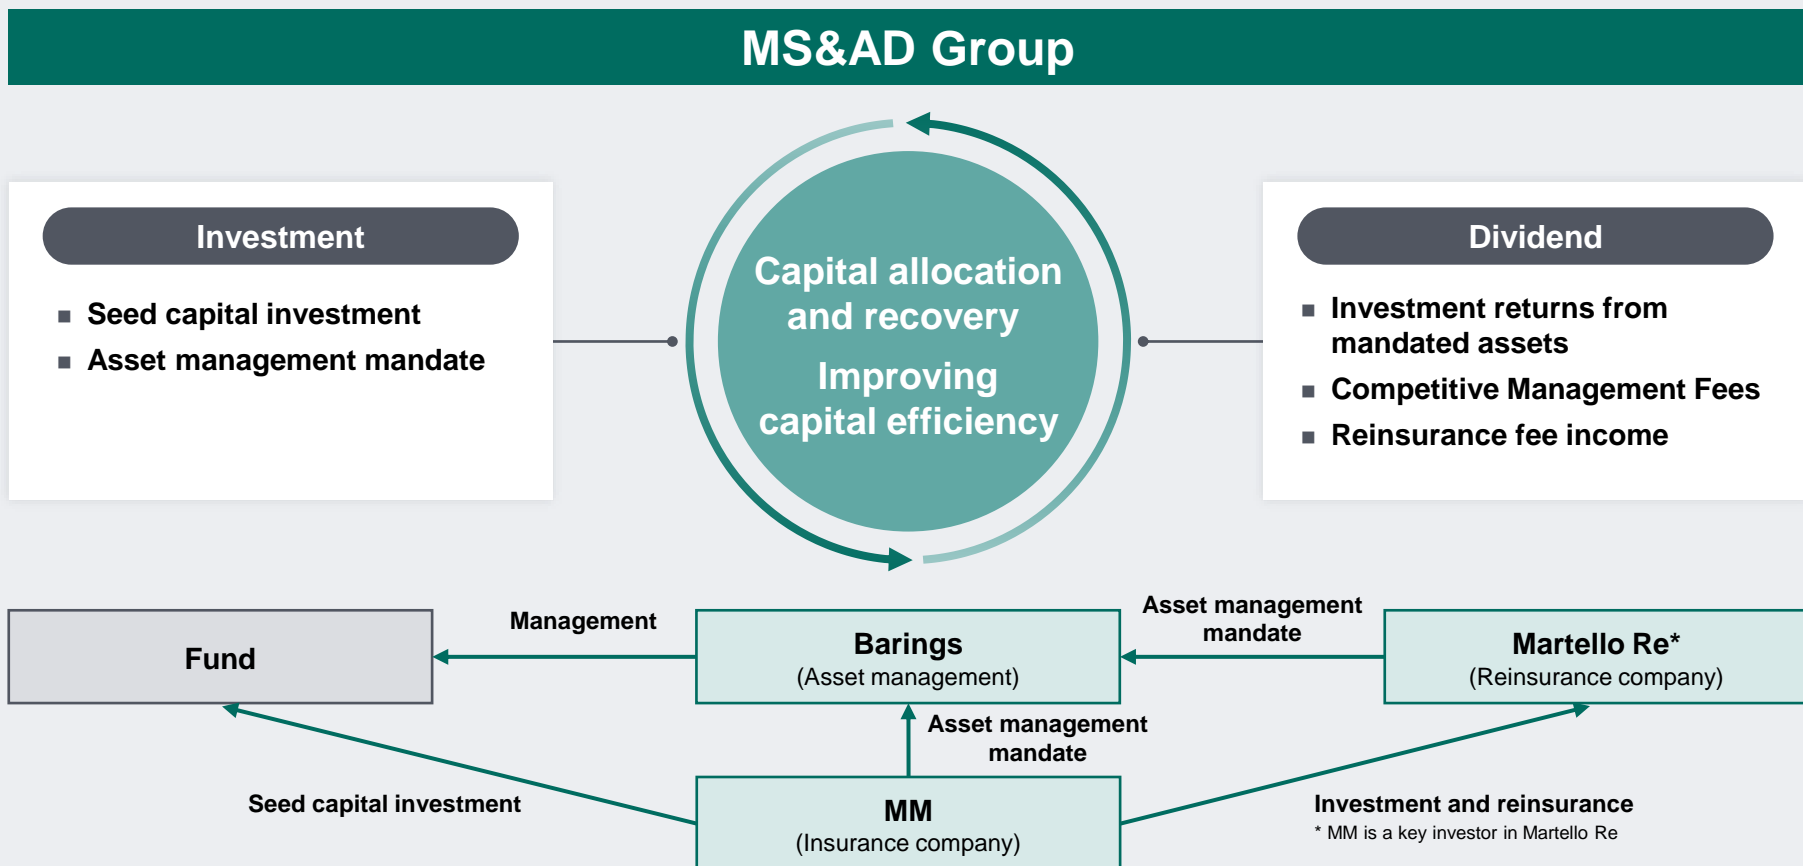 MS&AD Group
Investment
■ Seed capital investment
■ Asset management mandate
Capital allocation
and recovery
Improving
capital efficiency
Dividend
■ Investment returns from
mandated assets
■ Competitive Management Fees
■ Reinsurance fee income
Fund
Management
Barings
(Asset management)
Asset management
mandate
Martello Re*
(Reinsurance company)
Asset management
mandate
Seed capital investment
MM
(Insurance company)
Investment and reinsurance
* MM is a key investor in Martello Re